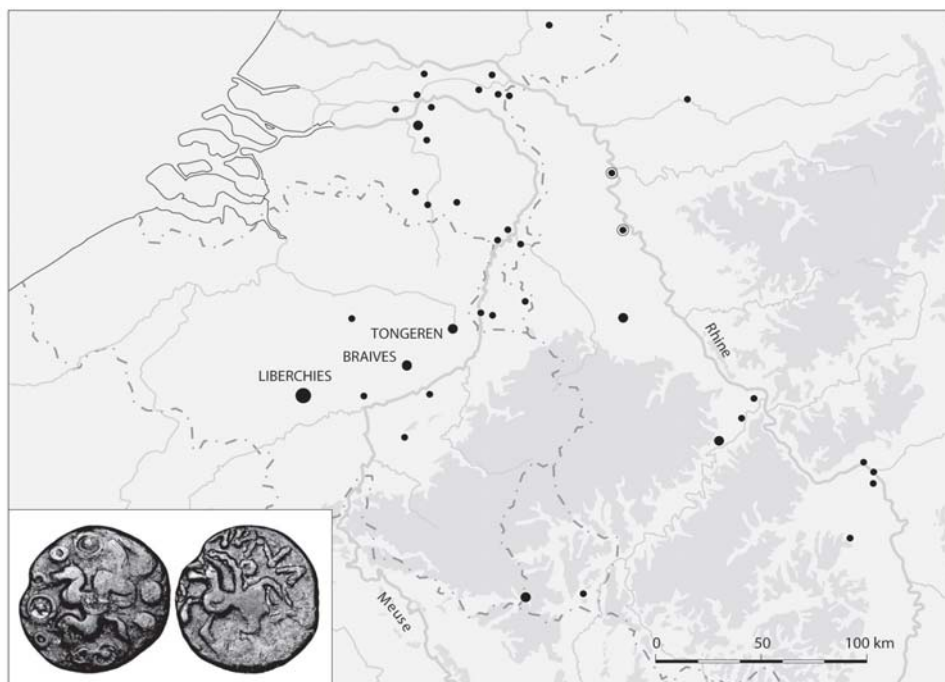 TONGEREN
BRAIVES
LIBERCHIES
Rhine
Meuse
0 50 100 km